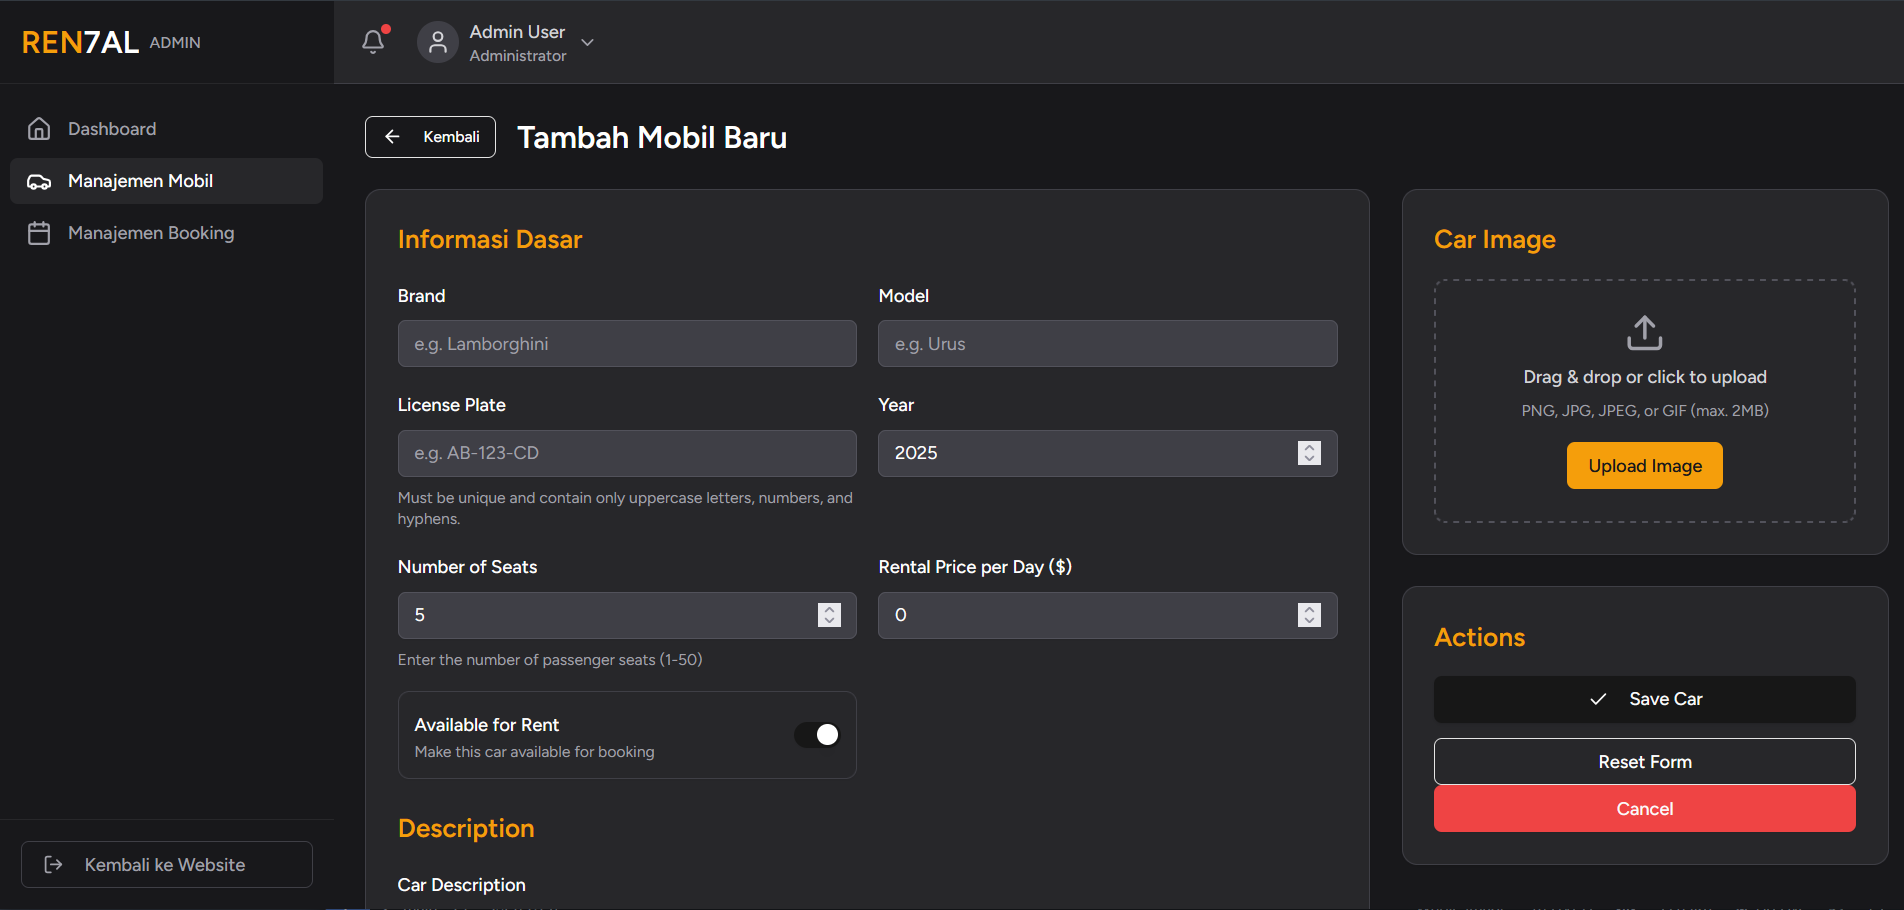 REN7AL ADMIN
Admin User
Administrator
Dashboard
Manajemen Mobil
Manajemen Booking
Kembali ke Website
Kembali
Tambah Mobil Baru
Informasi Dasar
Brand
Model
e.g. Lamborghini
e.g. Urus
License Plate
Year
e.g. AB-123-CD
2025
Must be unique and contain only uppercase letters, numbers, and
hyphens.
Number of Seats
Rental Price per Day ($)
5
0
Enter the number of passenger seats (1-50)
Available for Rent
Make this car available for booking
Description
Car Description
Car Image
Drag & drop or click to upload
PNG, JPG, JPEG, or GIF (max. 2MB)
Upload Image
Actions
Save Car
Reset Form
Cancel